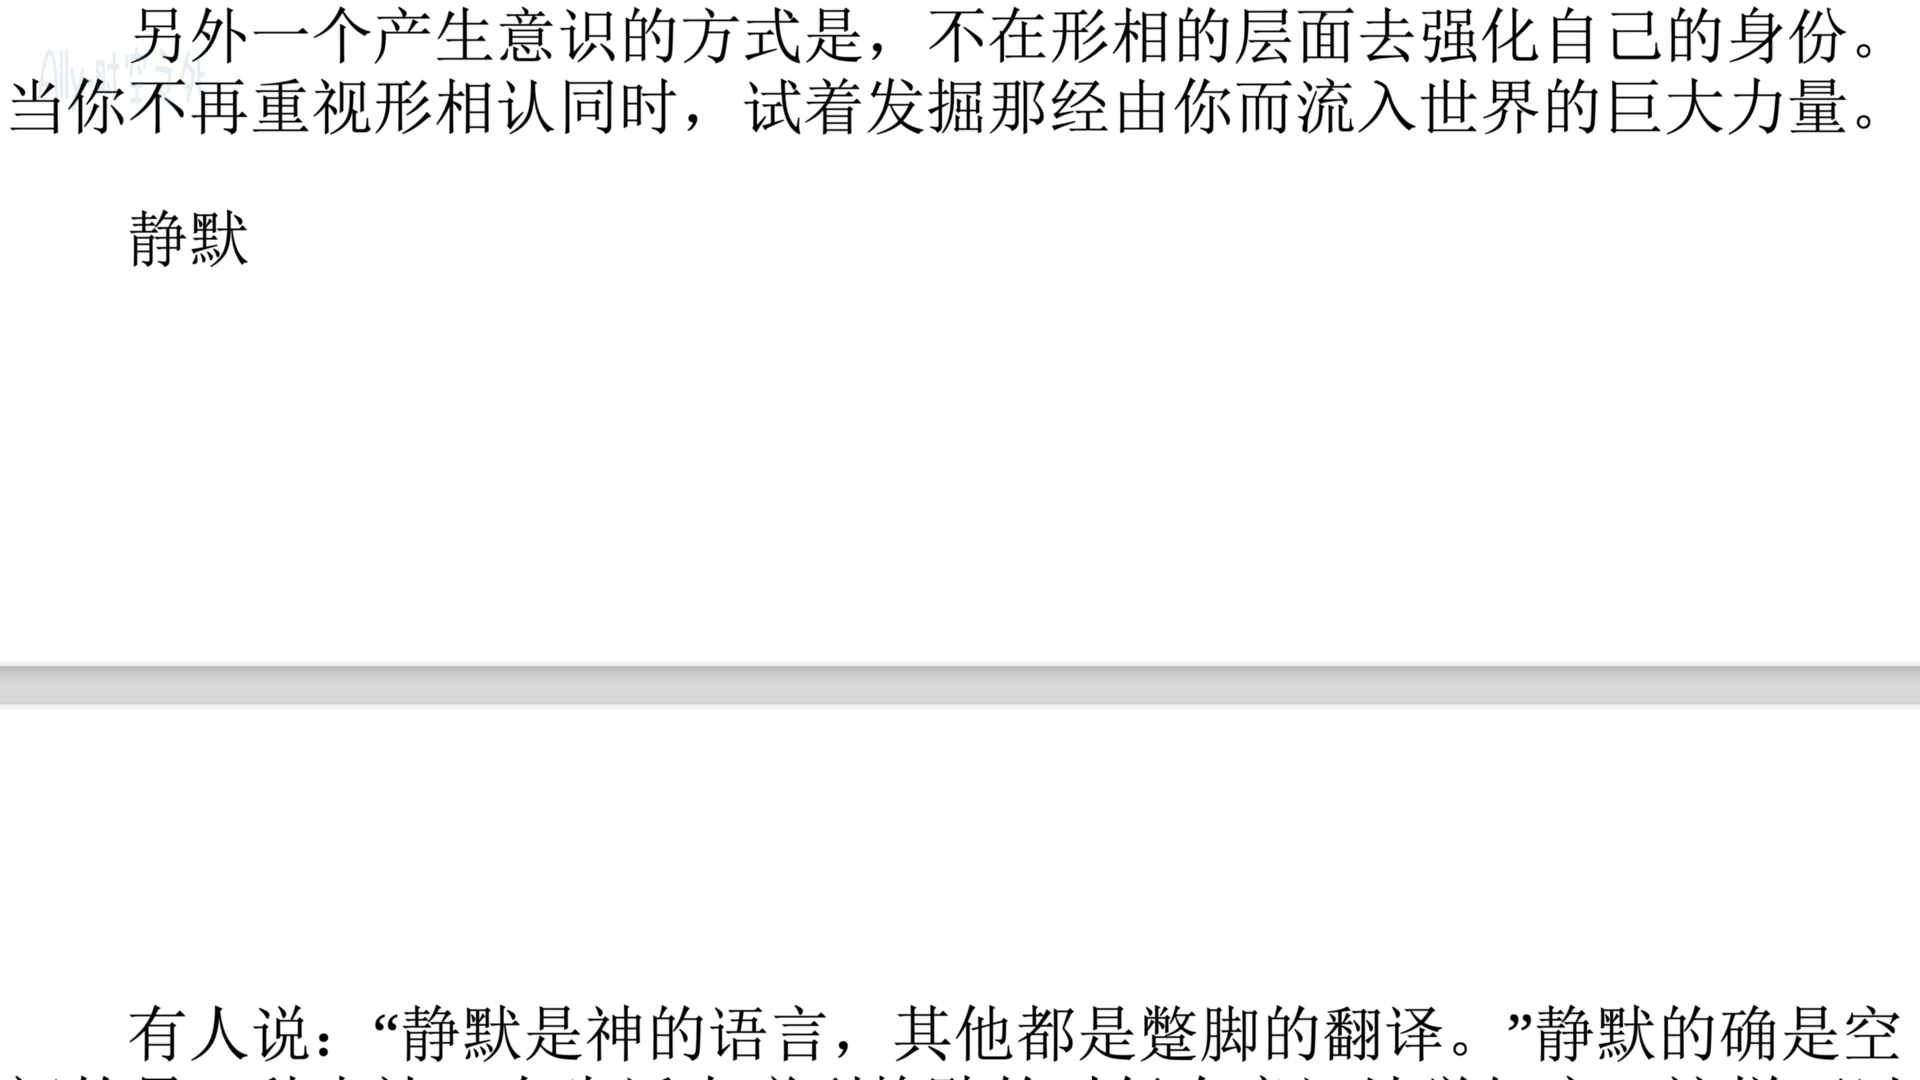 另外一个产生意识的方式是，不在形相的层面去强化自己的身份。
当你不再重视形相认同时，试着发掘那经由你而流入世界的巨大力量。
静默
有人说：“静默是神的语言，其他都是蹩脚的翻译。”静默的确是空